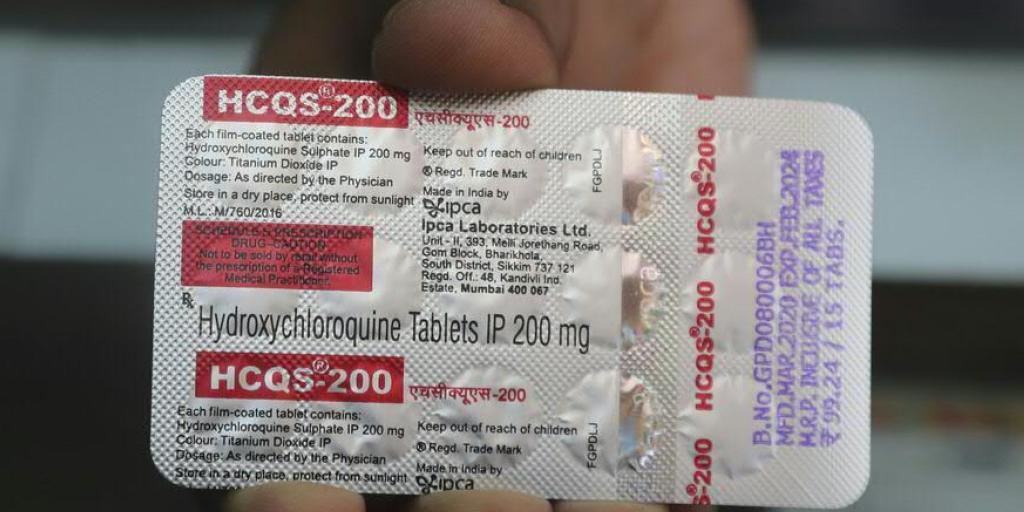 HCQS®-200
एचसीक्यूएस-200
Each film-coated tablet contains:
Hydroxychloroquine Sulphate IP 200 mg
Colour: Titanium Dioxide IP
Dosage: As directed by the Physician
Store in a dry place, protect from sunlight
M.L.: M/760/2016
SCHEDULE H PRESCRIPTION
DRUG-CAUTION
Not to be sold by retail without
the prescription of a Registered
Medical Practitioner.
Keep out of reach of children
® Regd. Trade Mark
Made in India by
ipca
Ipca Laboratories Ltd.
Unit - II, 393, Melli Jorethang Road,
Gom Block, Bharikhola,
South District, Sikkim 737 121
Regd. Off.: 48, Kandivli Ind.
Estate, Mumbai 400 067
FGPDLJ
Rx
Hydroxychloroquine Tablets IP 200 mg
HCQS®-200
एचसीक्यूएस-200
Each film-coated tablet contains:
Hydroxychloroquine Sulphate IP 200 mg
Colour: Titanium Dioxide IP
Dosage: As directed by the Physician
Store in a dry place, protect from sunlight
Keep out of reach of children
® Regd. Trade Mark
Made in India by
ipca
FGPDLJ
HCQS®-200
HCQS®-200
S-200
B.No.GPD080006BH
MFD.MAR.2020 EXP.FEB.2024
M.R.P. INCLUSIVE OF ALL TAXES
₹ 99.24 / 15 TABS.